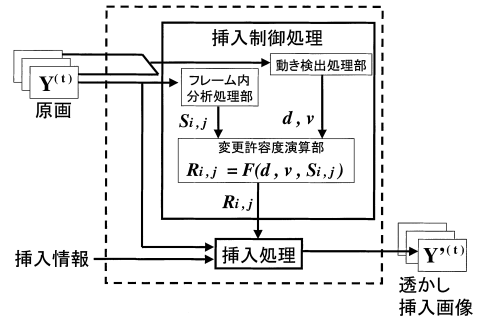 挿入制御処理
動き検出処理部
Y(t)
原画
フレーム内
分析処理部
Si,j
d, v
変更許容度演算部
Ri,j = F(d, v, Si,j)
Ri,j
挿入情報
挿入処理
Y'(t)
透かし
挿入画像